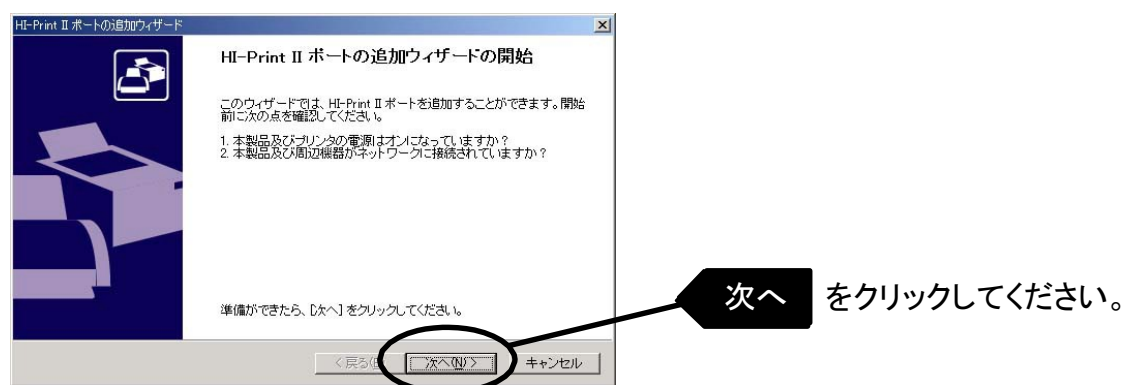 HI-Print II ポートの追加ウィザード
HI-Print II ポートの追加ウィザードの開始
このウィザードでは、HI-Print II ポートを追加することができます。開始
前に次の点を確認してください。
1. 本製品及びプリンタの電源はオンになっていますか?
2. 本製品及び周辺機器がネットワークに接続されていますか?
準備ができたら、[次へ] をクリックしてください。
次へ をクリックしてください。
< 戻る(B) 次へ(N) > キャンセル